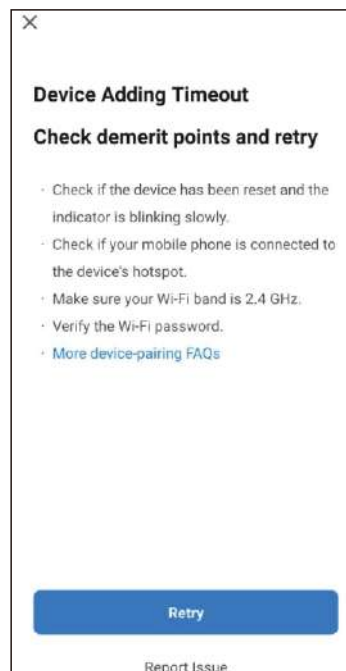 Device Adding Timeout
Check demerit points and retry
· Check if the device has been reset and the
indicator is blinking slowly.
· Check if your mobile phone is connected to
the device's hotspot.
· Make sure your Wi-Fi band is 2.4 GHz.
· Verify the Wi-Fi password.
· More device-pairing FAQs
Retry
Report Issue